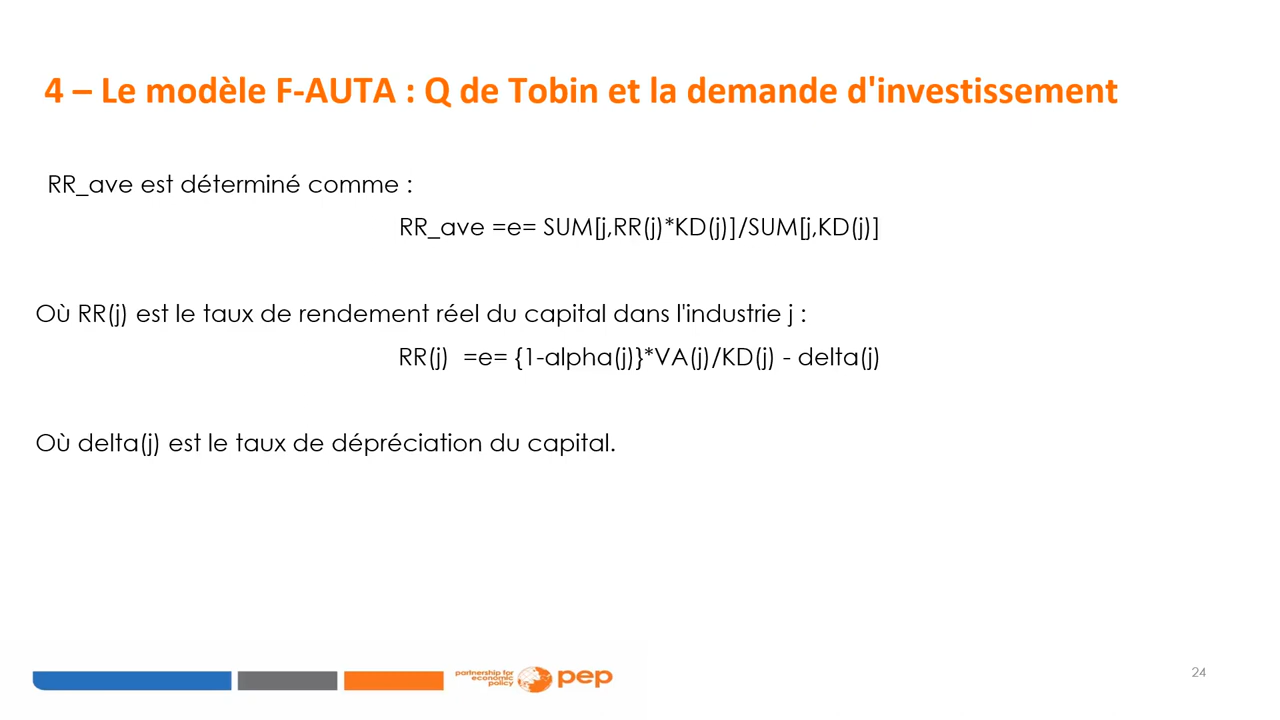 4 – Le modèle F-AUTA : Q de Tobin et la demande d'investissement
RR_ave est déterminé comme :
RR_ave =e= SUM[j,RR(j)*KD(j)]/SUM[j,KD(j)]
Où RR(j) est le taux de rendement réel du capital dans l'industrie j :
RR(j)  =e= {1-alpha(j)}*VA(j)/KD(j) - delta(j)
Où delta(j) est le taux de dépréciation du capital.
partnership for
economic
policy
pep
24